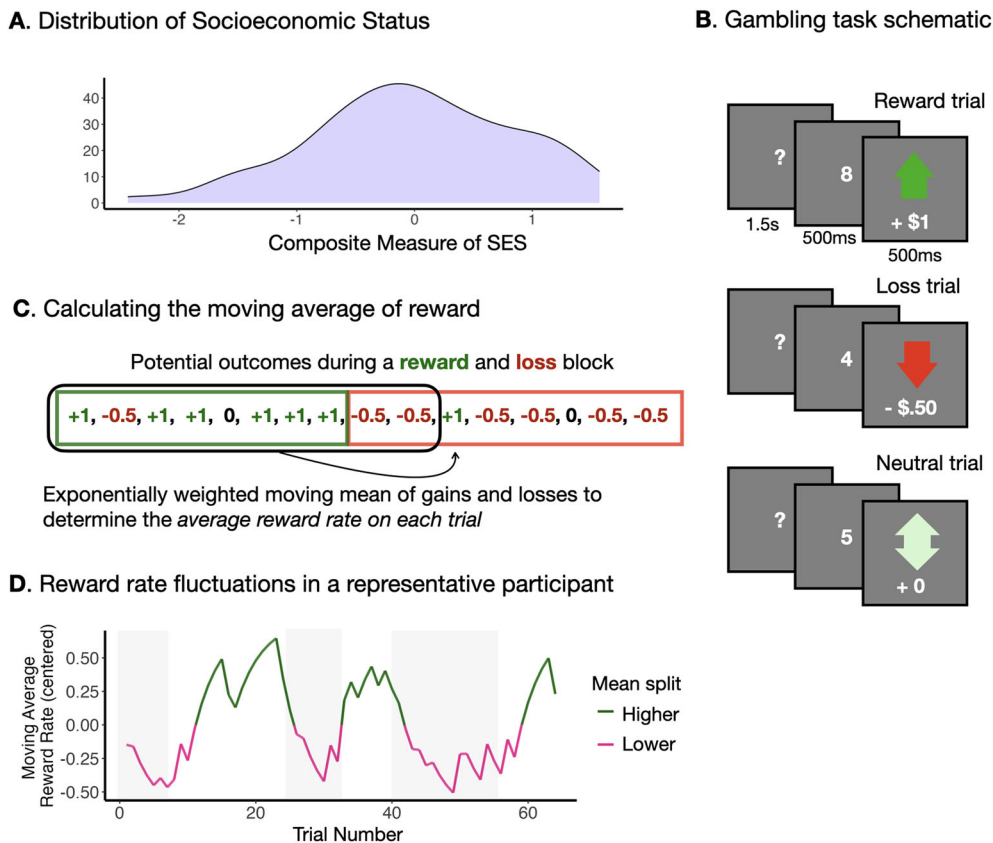 A. Distribution of Socioeconomic Status
40
30
20
10
0
-2
-1
0
1
Composite Measure of SES
B. Gambling task schematic
Reward trial
?
8
+ $1
1.5s
500ms
500ms
Loss trial
?
4
- $.50
Neutral trial
?
5
+ 0
C. Calculating the moving average of reward
Potential outcomes during a reward and loss block
+1, -0.5, +1, +1, 0, +1, +1, +1, -0.5, -0.5, +1, -0.5, -0.5, 0, -0.5, -0.5
Exponentially weighted moving mean of gains and losses to
determine the average reward rate on each trial
D. Reward rate fluctuations in a representative participant
Moving Average
Reward Rate (centered)
0.50
0.25
0.00
-0.25
-0.50
0
20
40
60
Trial Number
Mean split
Higher
Lower